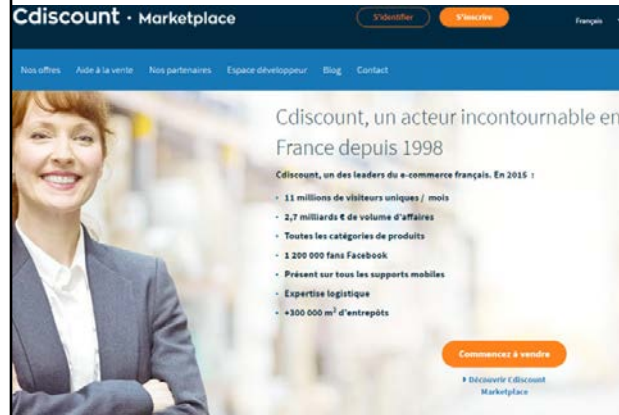 Cdiscount · Marketplace
S'identifier
S'inscrire
Français
Nos offres Aide à la vente Nos partenaires Espace développeur Blog Contact
Cdiscount, un acteur incontournable en
France depuis 1998
Cdiscount, un des leaders du e-commerce français. En 2015 :
• 11 millions de visiteurs uniques / mois
• 2,7 milliards € de volume d'affaires
• Toutes les catégories de produits
• 1 200 000 fans Facebook
• Présent sur tous les supports mobiles
• Expertise logistique
• +300 000 m² d'entrepôts
Commencez à vendre
Découvrir Cdiscount
Marketplace